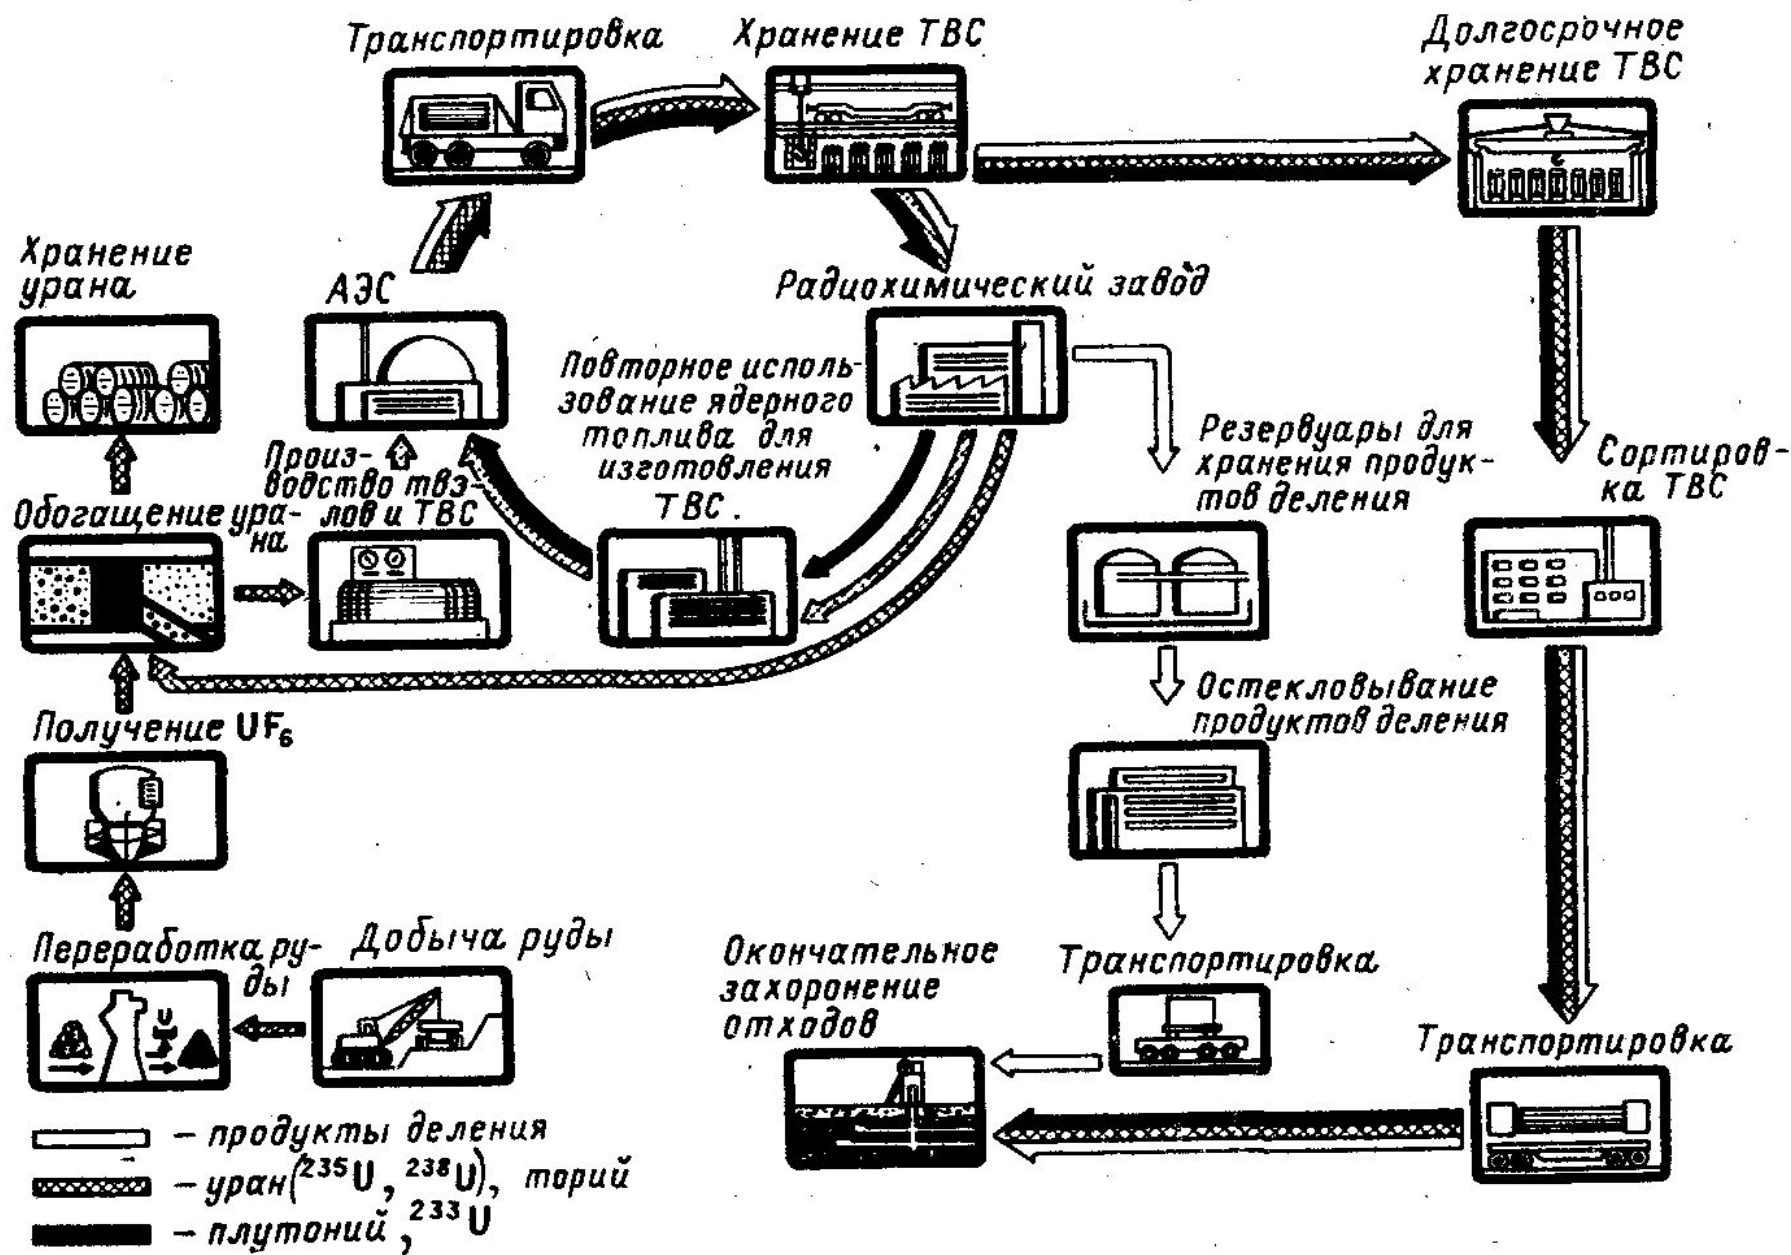 Транспортировка
Хранение ТВС
Долгосрочное
хранение ТВС
Хранение
урана
АЭС
Радиохимический завод
Повторное исполь-
зование ядерного
топлива для
изготовления
ТВС.
Резервуары для
хранения продук-
тов деления
Сортиров-
ка ТВС
Произ-
водство твэ-
лов и ТВС
Обогащение ура-
на
Остекловывание
продуктов деления
Получение UF₆
Переработка ру-
ды
U
Добыча руды
Окончательное
захоронение
отходов
Транспортировка
Транспортировка
– продукты деления
– уран(²³⁵U, ²³⁸U), торий
– плутоний, ²³³U